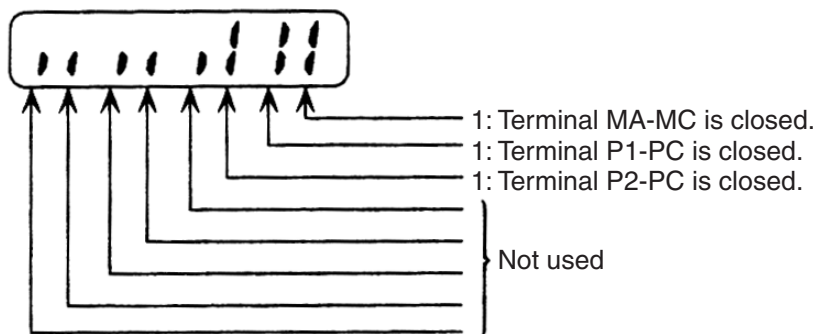 1: Terminal MA-MC is closed.
1: Terminal P1-PC is closed.
1: Terminal P2-PC is closed.
Not used